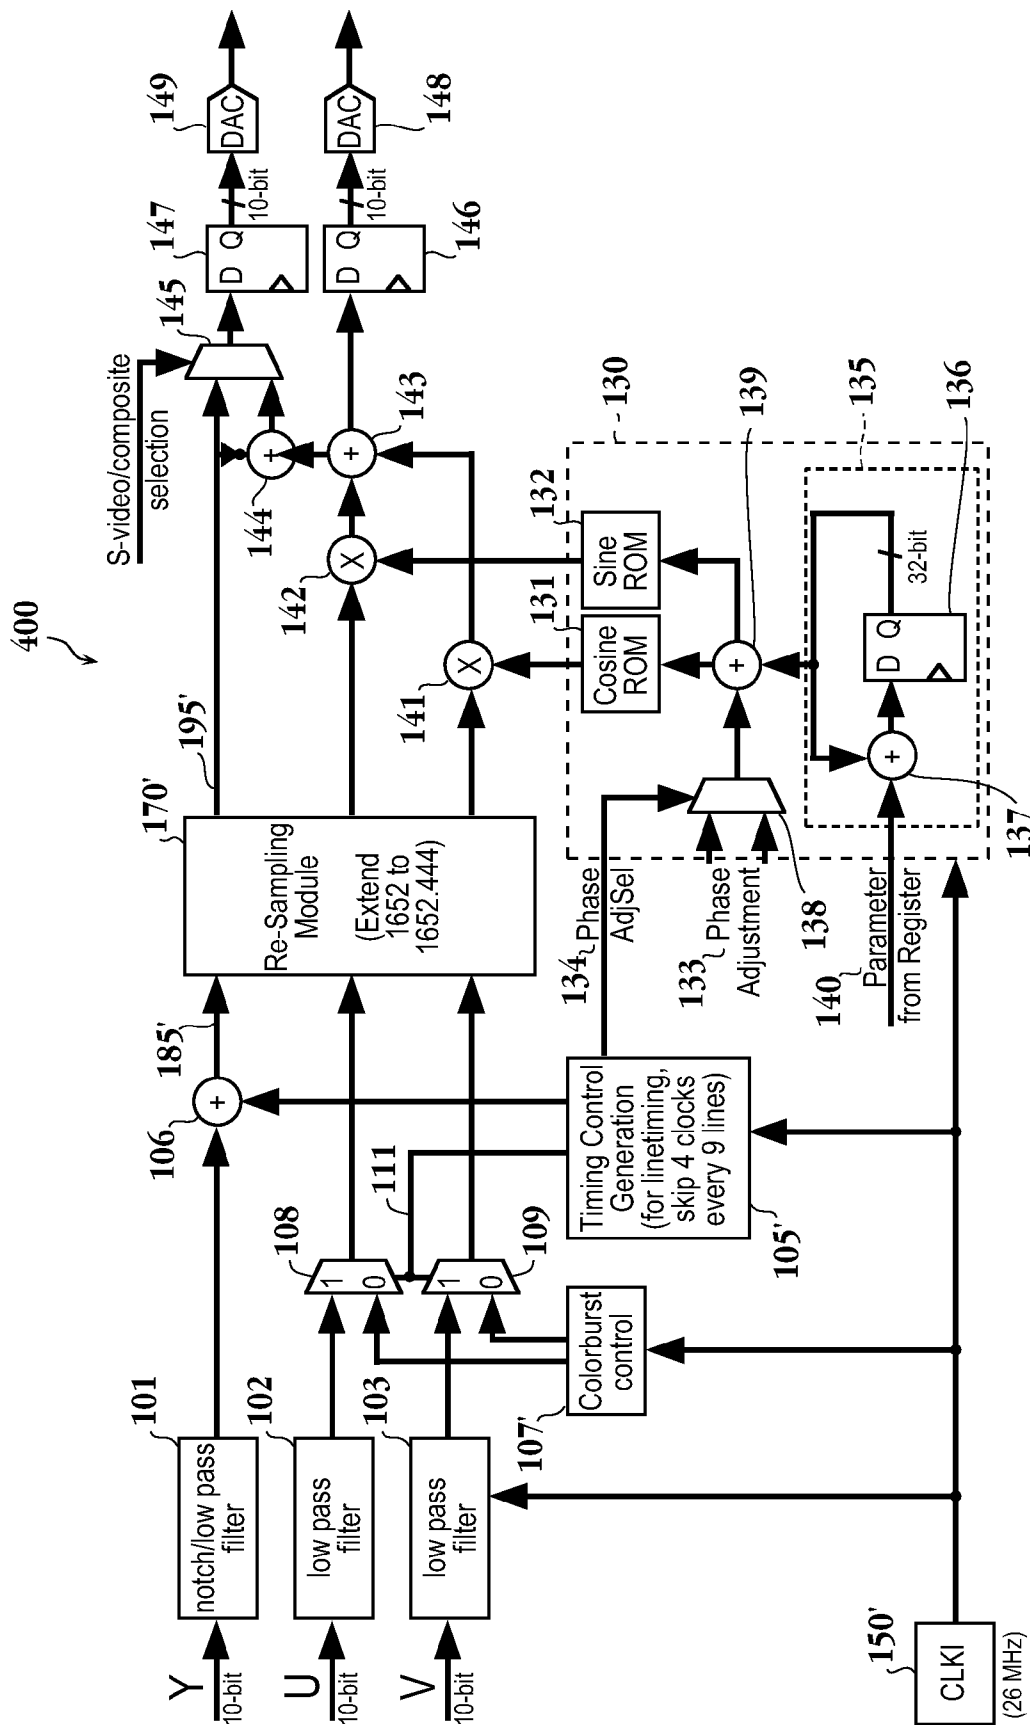 400
Y
10-bit
U
10-bit
V
10-bit
101
notch/low pass
filter
102
low pass
filter
103
low pass
filter
106
+
185'
108
1
0
109
1
0
111
107'
Colorburst
control
105'
Timing Control
Generation
(for linetiming,
skip 4 clocks
every 9 lines)
150'
CLKI
(26 MHz)
170'
Re-Sampling
Module
(Extend
1652 to
1652.444)
195'
134
Phase
AdjSel
133
Phase
Adjustment
140
Parameter
from Register
138
137
+
130
135
136
D Q
32-bit
139
+
131
Cosine
ROM
132
Sine
ROM
141
X
142
X
143
+
144
+
S-video/composite
selection
145
147
D Q
10-bit
149
DAC
146
D Q
10-bit
148
DAC